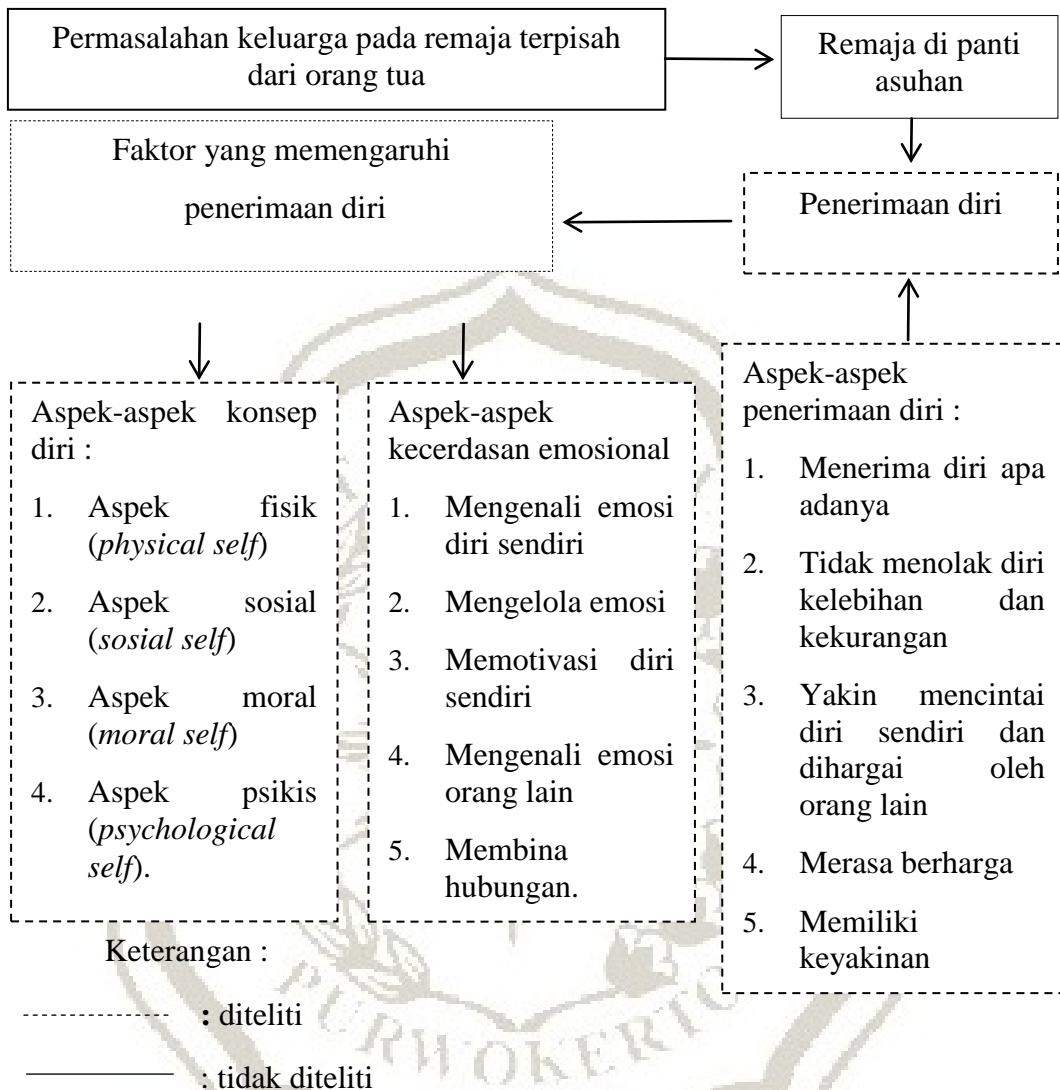 Permasalahan keluarga pada remaja terpisah
dari orang tua
Remaja di panti
asuhan
Faktor yang memengaruhi
penerimaan diri
Penerimaan diri
Aspek-aspek konsep
diri :
1. Aspek fisik
(physical self)
2. Aspek sosial
(sosial self)
3. Aspek moral
(moral self)
4. Aspek psikis
(psychological
self).
Aspek-aspek
kecerdasan emosional
1. Mengenali emosi
diri sendiri
2. Mengelola emosi
3. Memotivasi diri
sendiri
4. Mengenali emosi
orang lain
5. Membina
hubungan.
Aspek-aspek
penerimaan diri :
1. Menerima diri apa
adanya
2. Tidak menolak diri
kelebihan dan
kekurangan
3. Yakin mencintai
diri sendiri dan
dihargai oleh
orang lain
4. Merasa berharga
5. Memiliki
keyakinan
Keterangan :
: diteliti
: tidak diteliti
PURWOKERTO